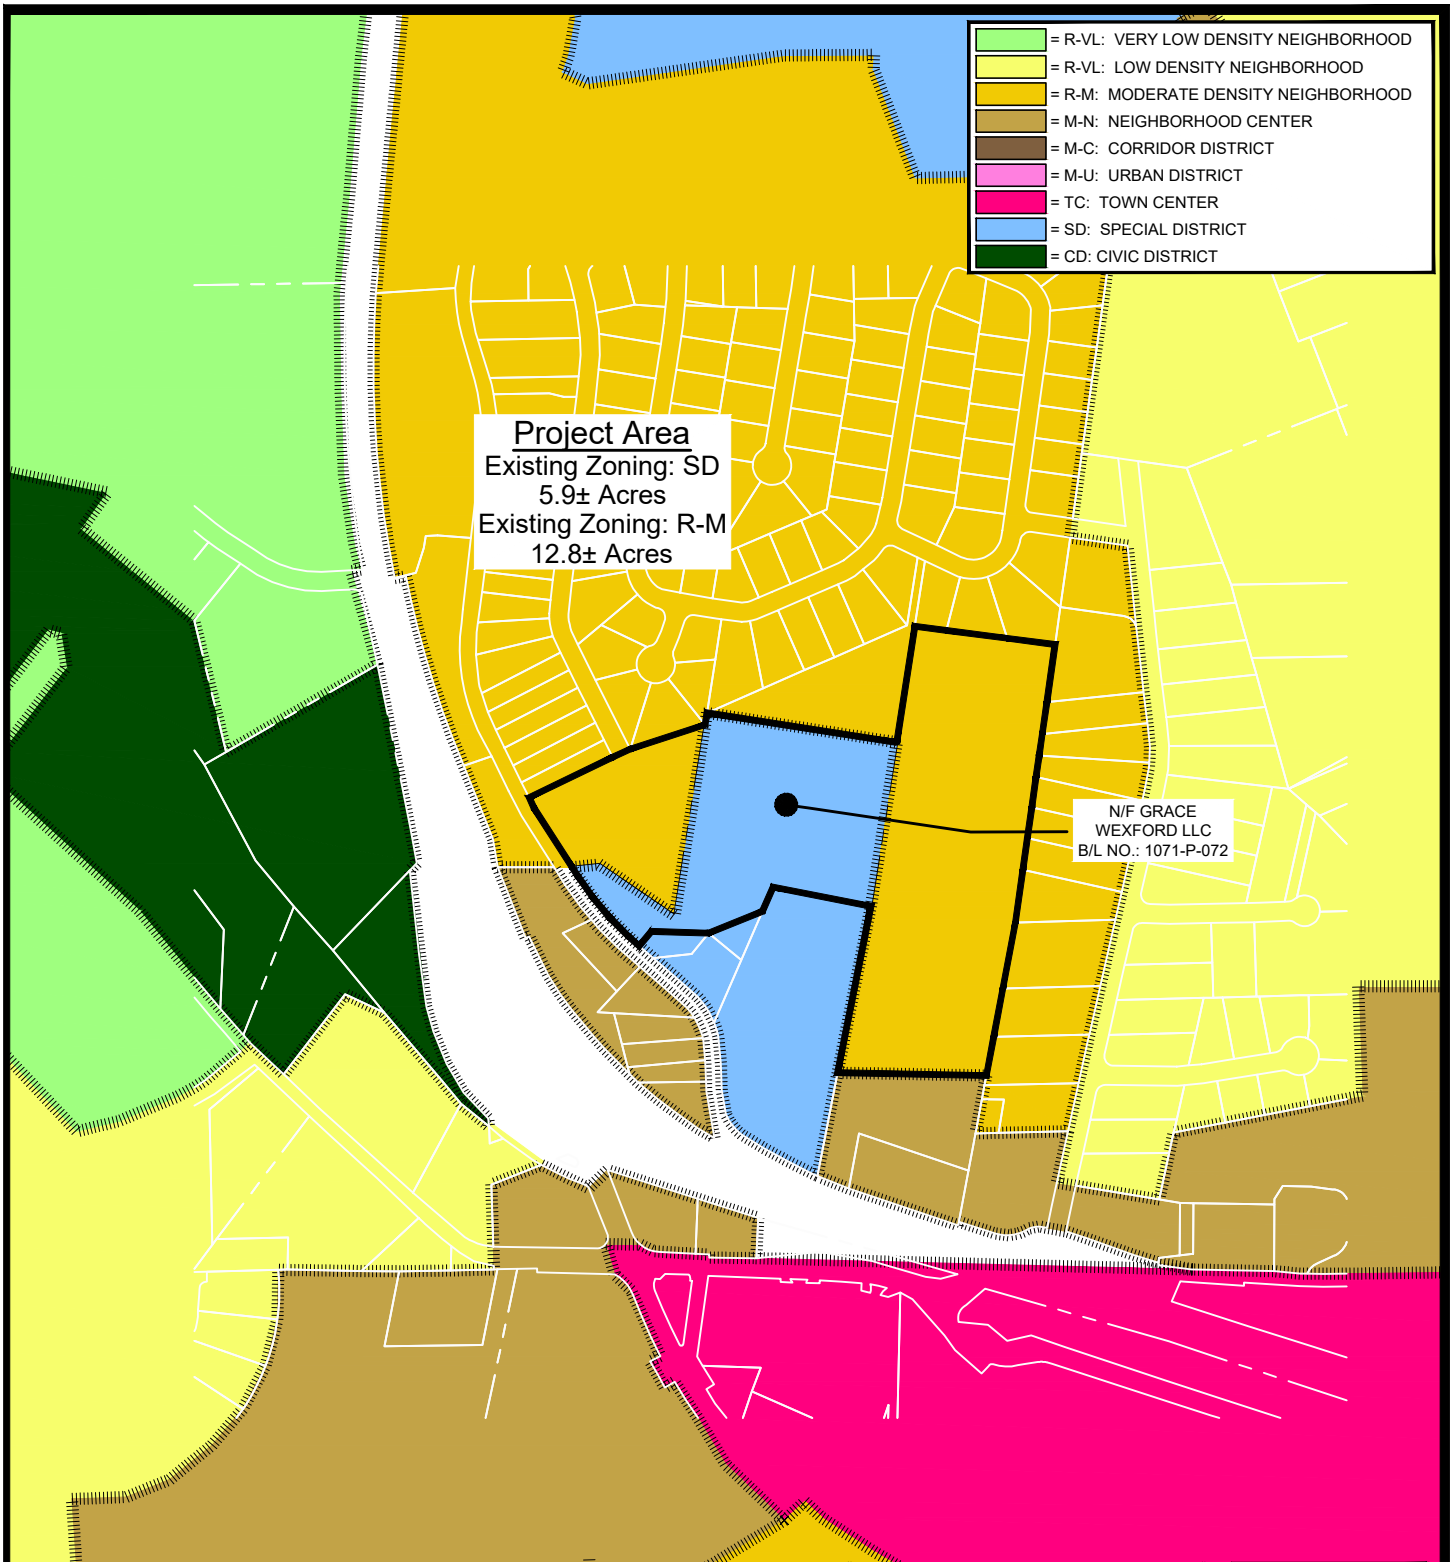 = R-VL: VERY LOW DENSITY NEIGHBORHOOD
= R-VL: LOW DENSITY NEIGHBORHOOD
= R-M: MODERATE DENSITY NEIGHBORHOOD
= M-N: NEIGHBORHOOD CENTER
= M-C: CORRIDOR DISTRICT
= M-U: URBAN DISTRICT
= TC: TOWN CENTER
= SD: SPECIAL DISTRICT
= CD: CIVIC DISTRICT
Project Area
Existing Zoning: SD
5.9± Acres
Existing Zoning: R-M
12.8± Acres
N/F GRACE
WEXFORD LLC
B/L NO.: 1071-P-072